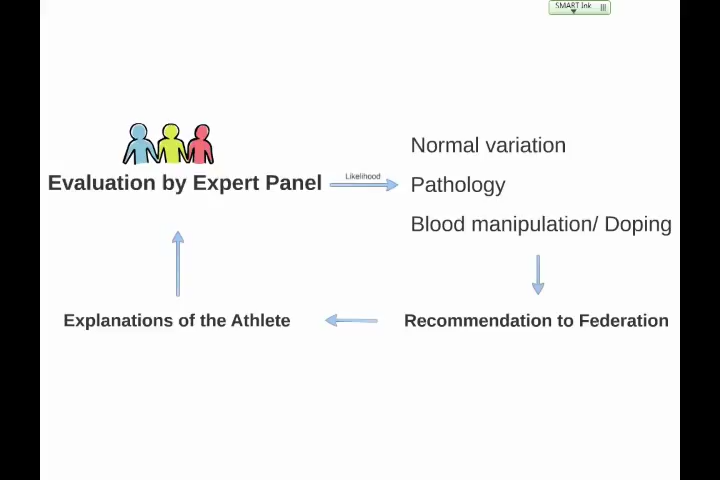 SMART Ink
Normal variation
Evaluation by Expert Panel
Likelihood
Pathology
Blood manipulation/ Doping
Explanations of the Athlete
Recommendation to Federation